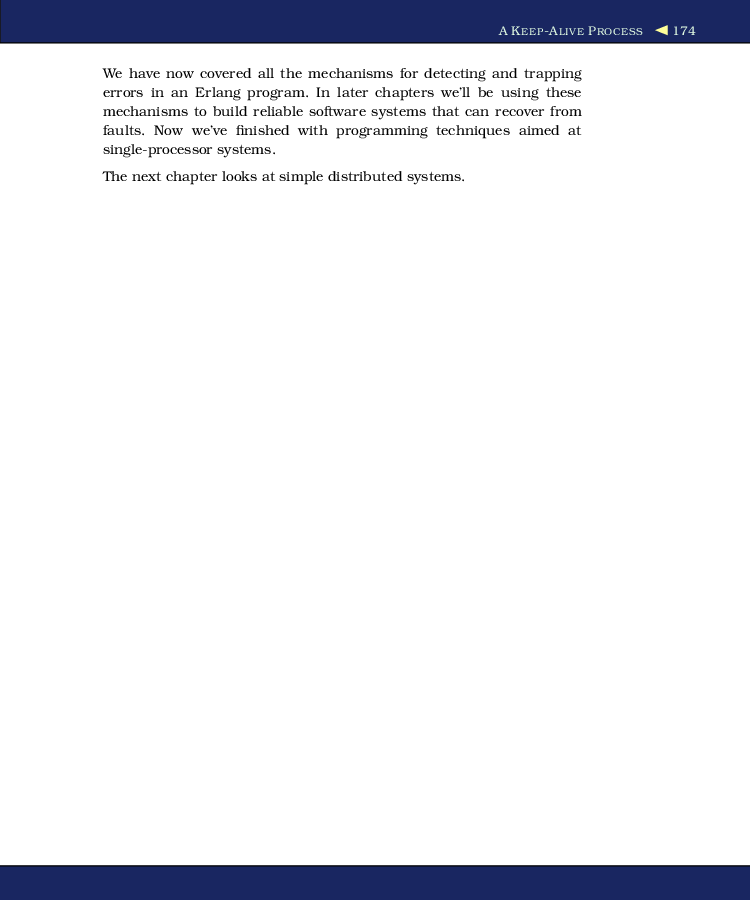 A Keep-Alive Process ◄ 174
We have now covered all the mechanisms for detecting and trapping
errors in an Erlang program. In later chapters we'll be using these
mechanisms to build reliable software systems that can recover from
faults. Now we've finished with programming techniques aimed at
single-processor systems.
The next chapter looks at simple distributed systems.